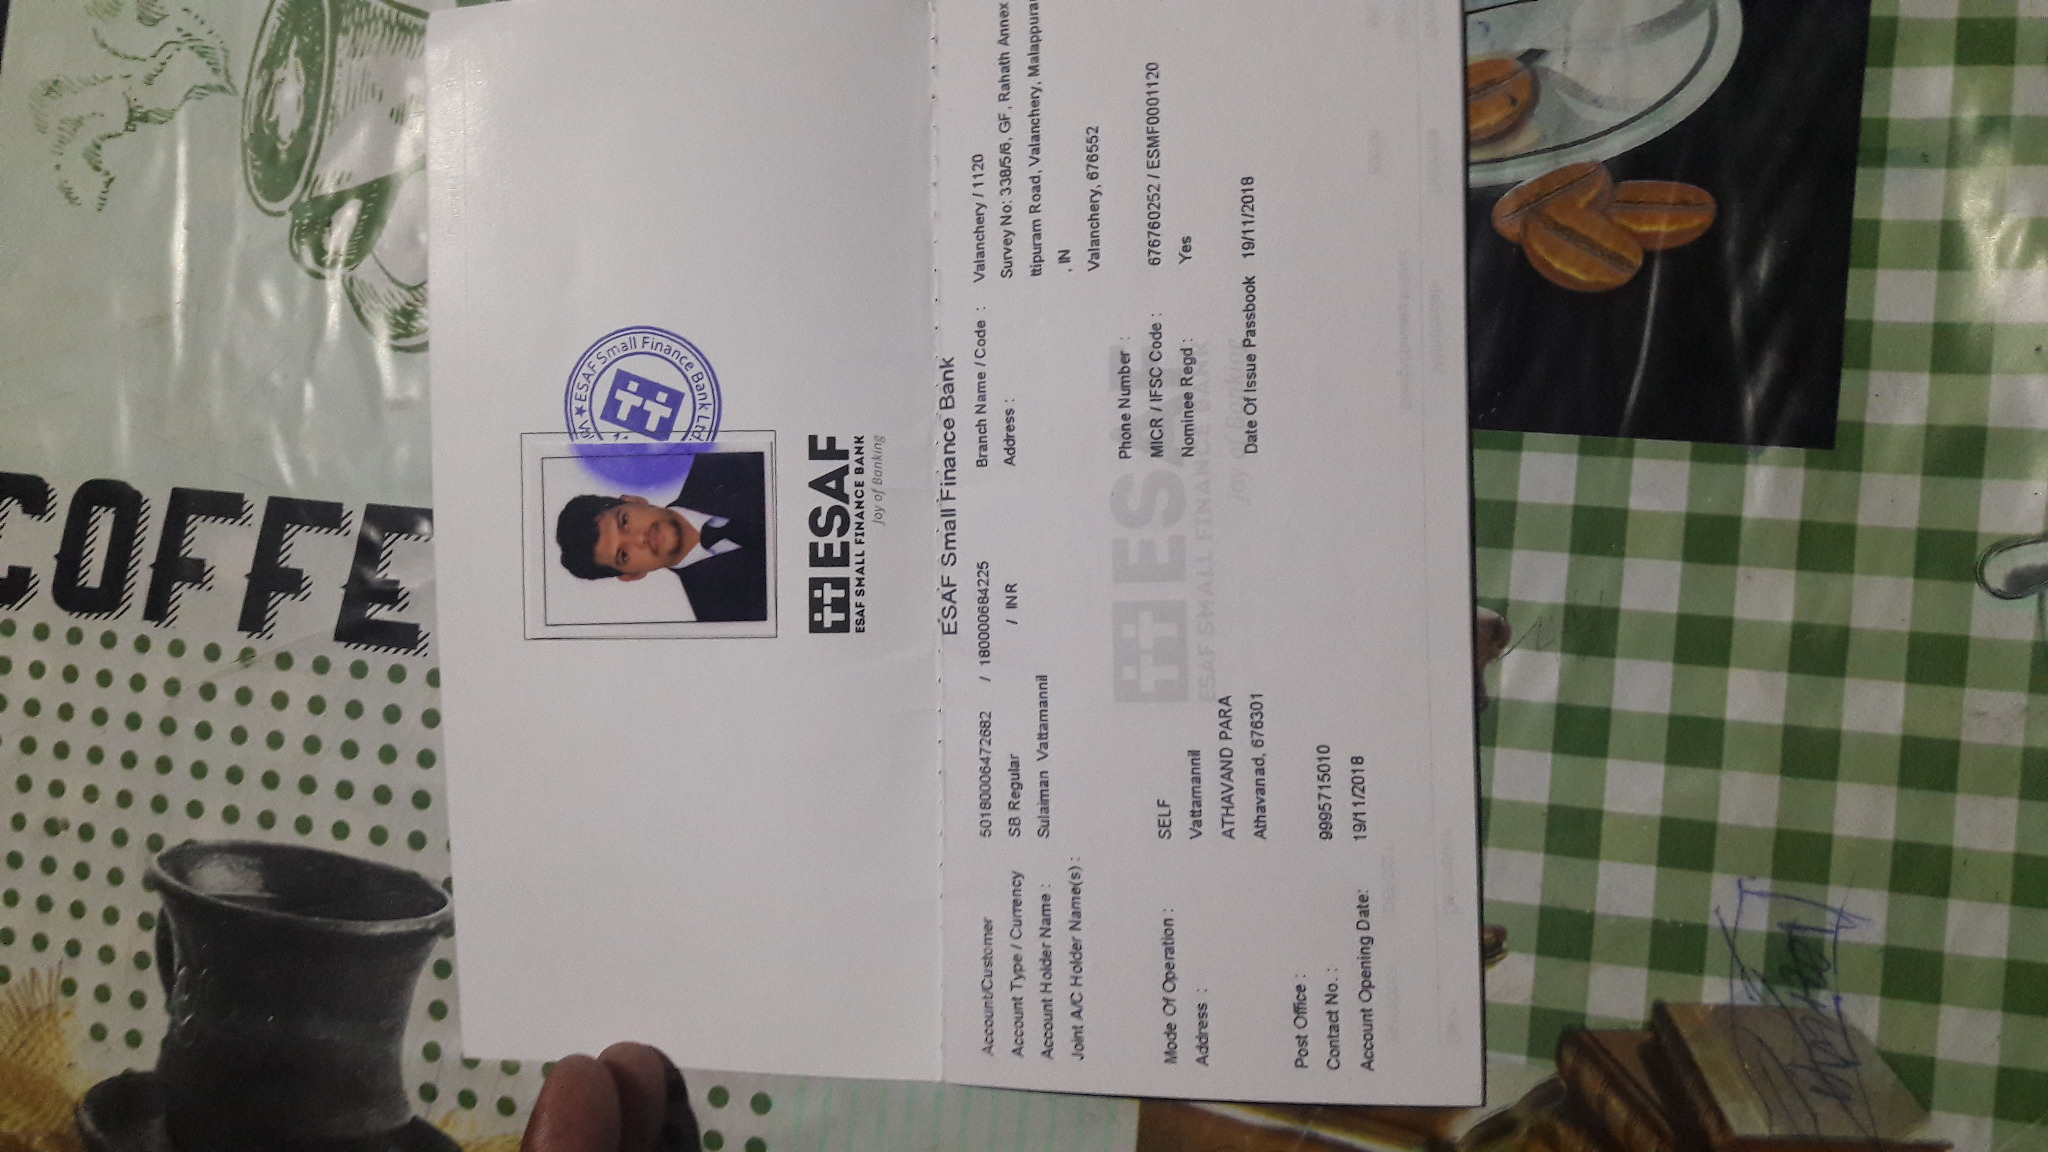 COFFEE
ESAF Small Finance Bank Ltd.
ESAF
ESAF SMALL FINANCE BANK
Joy of Banking
ESAF Small Finance Bank
Account/Customer 50180006472682 / 180000684225
Account Type / Currency SB Regular / INR
Account Holder Name : Sulaiman Vattamannil
Joint A/C Holder Name(s) :
Mode Of Operation : SELF
Address : Vattamannil
ATHAVAND PARA
Athavanad, 676301
Post Office :
Contact No. : 9995715010
Account Opening Date: 19/11/2018
Branch Name / Code : Valanchery / 1120
Address : Survey No: 338/5/6, GF, Rahath Annex
ttipuram Road, Valanchery, Malappura
, IN
Valanchery, 676552
Phone Number :
MICR / IFSC Code : 676760252 / ESMF0001120
Nominee Regd : Yes
Date Of Issue Passbook 19/11/2018
ESAF
ESAF SMALL FINANCE BANK
Joy of Banking